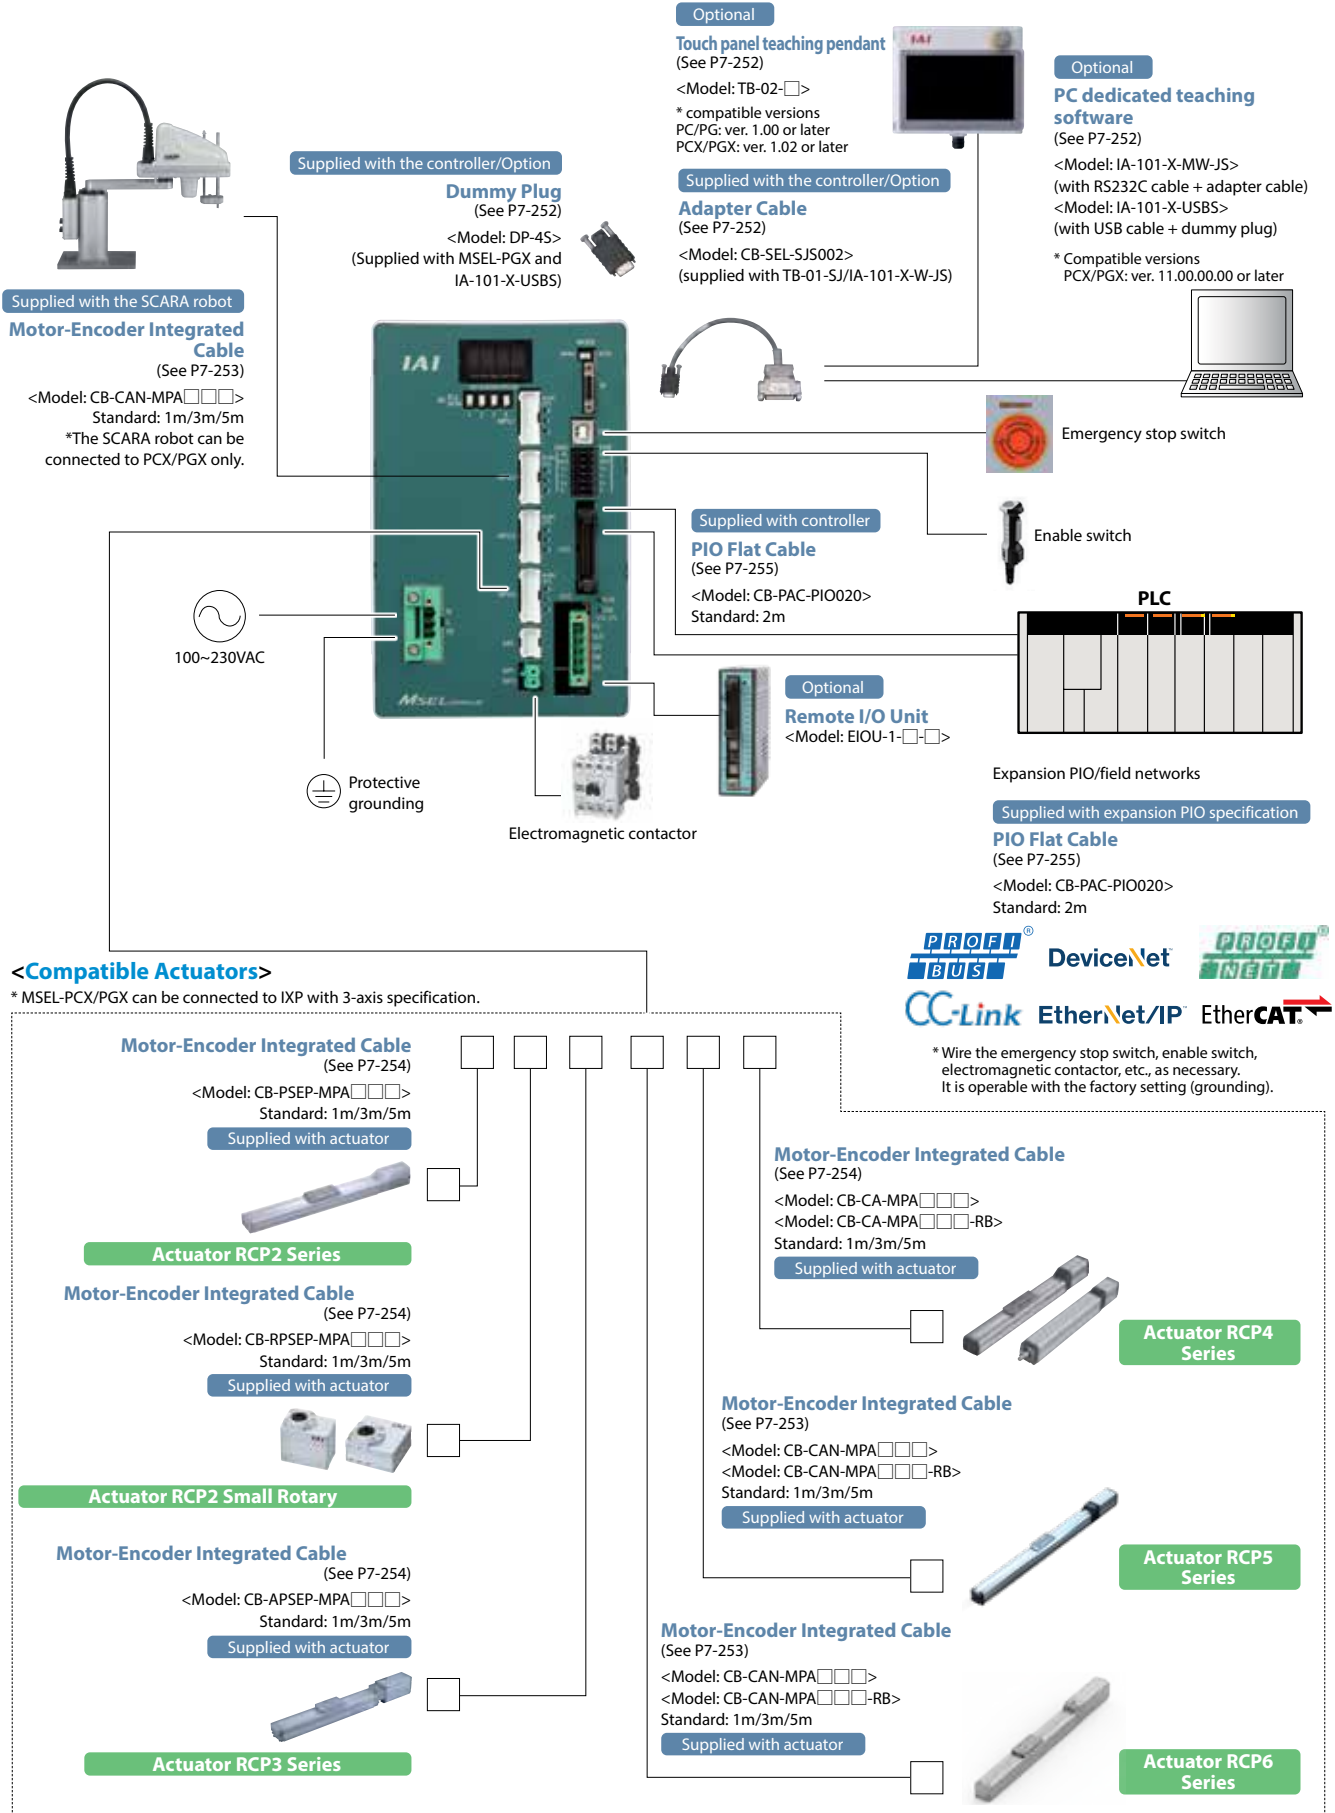 Optional
Touch panel teaching pendant
(See P7-252)
<Model: TB-02-□>
* compatible versions
PC/PG: ver. 1.00 or later
PCX/PGX: ver. 1.02 or later
IAI
Optional
PC dedicated teaching
software
(See P7-252)
<Model: IA-101-X-MW-JS>
(with RS232C cable + adapter cable)
<Model: IA-101-X-USBS>
(with USB cable + dummy plug)
* Compatible versions
PCX/PGX: ver. 11.00.00.00 or later
Supplied with the controller/Option
Dummy Plug
(See P7-252)
<Model: DP-4S>
(Supplied with MSEL-PGX and
IA-101-X-USBS)
Supplied with the controller/Option
Adapter Cable
(See P7-252)
<Model: CB-SEL-SJS002>
(supplied with TB-01-SJ/IA-101-X-W-JS)
Supplied with the SCARA robot
Motor-Encoder Integrated
Cable
(See P7-253)
<Model: CB-CAN-MPA□□□>
Standard: 1m/3m/5m
*The SCARA robot can be
connected to PCX/PGX only.
IAI
MSEL
Emergency stop switch
Enable switch
Supplied with controller
PIO Flat Cable
(See P7-255)
<Model: CB-PAC-PIO020>
Standard: 2m
PLC
100~230VAC
Protective
grounding
Electromagnetic contactor
Optional
Remote I/O Unit
<Model: EIOU-1-□-□>
Expansion PIO/field networks
Supplied with expansion PIO specification
PIO Flat Cable
(See P7-255)
<Model: CB-PAC-PIO020>
Standard: 2m
PROFI BUS®
DeviceNet™
PROFI NET®
CC-Link
EtherNet/IP™
EtherCAT®
* Wire the emergency stop switch, enable switch,
electromagnetic contactor, etc., as necessary.
It is operable with the factory setting (grounding).
<Compatible Actuators>
* MSEL-PCX/PGX can be connected to IXP with 3-axis specification.
Motor-Encoder Integrated Cable
(See P7-254)
<Model: CB-PSEP-MPA□□□>
Standard: 1m/3m/5m
Supplied with actuator
Actuator RCP2 Series
Motor-Encoder Integrated Cable
(See P7-254)
<Model: CB-RPSEP-MPA□□□>
Standard: 1m/3m/5m
Supplied with actuator
Actuator RCP2 Small Rotary
Motor-Encoder Integrated Cable
(See P7-254)
<Model: CB-APSEP-MPA□□□>
Standard: 1m/3m/5m
Supplied with actuator
Actuator RCP3 Series
Motor-Encoder Integrated Cable
(See P7-254)
<Model: CB-CA-MPA□□□>
<Model: CB-CA-MPA□□□-RB>
Standard: 1m/3m/5m
Supplied with actuator
Actuator RCP4
Series
Motor-Encoder Integrated Cable
(See P7-253)
<Model: CB-CAN-MPA□□□>
<Model: CB-CAN-MPA□□□-RB>
Standard: 1m/3m/5m
Supplied with actuator
Actuator RCP5
Series
Motor-Encoder Integrated Cable
(See P7-253)
<Model: CB-CAN-MPA□□□>
<Model: CB-CAN-MPA□□□-RB>
Standard: 1m/3m/5m
Supplied with actuator
Actuator RCP6
Series